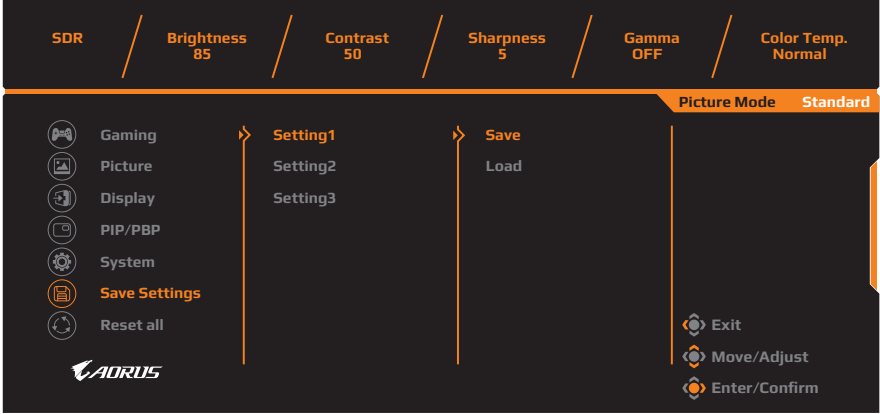 SDR
Brightness
85
Contrast
50
Sharpness
5
Gamma
OFF
Color Temp.
Normal
Picture Mode Standard
Gaming
Setting1
Save
Picture
Setting2
Load
Display
Setting3
PIP/PBP
System
Save Settings
Reset all
Exit
Move/Adjust
Enter/Confirm
AORUS